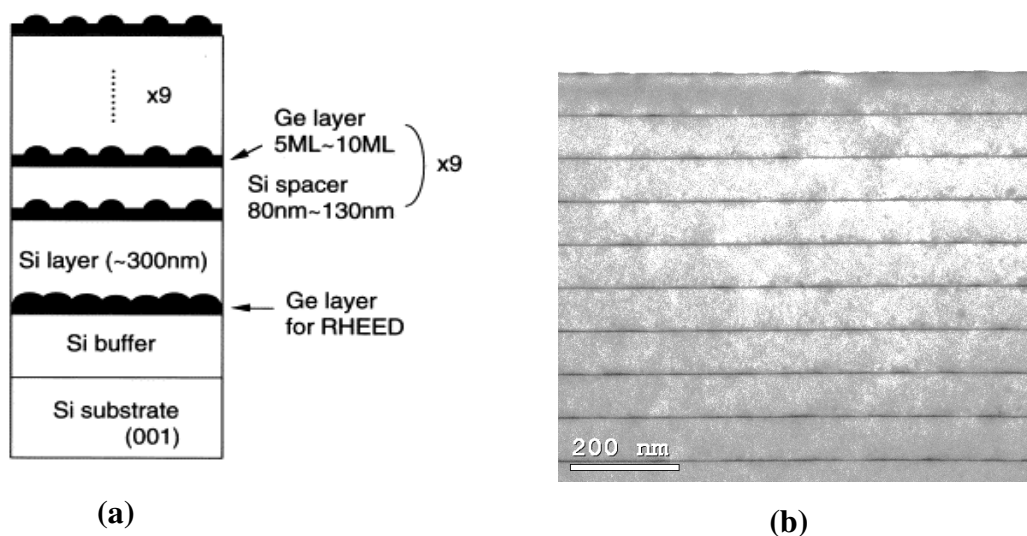 x9
Ge layer
5ML~10ML
x9
Si spacer
80nm~130nm
Si layer (~300nm)
Ge layer
for RHEED
Si buffer
Si substrate
(001)
(a)
200 nm
(b)